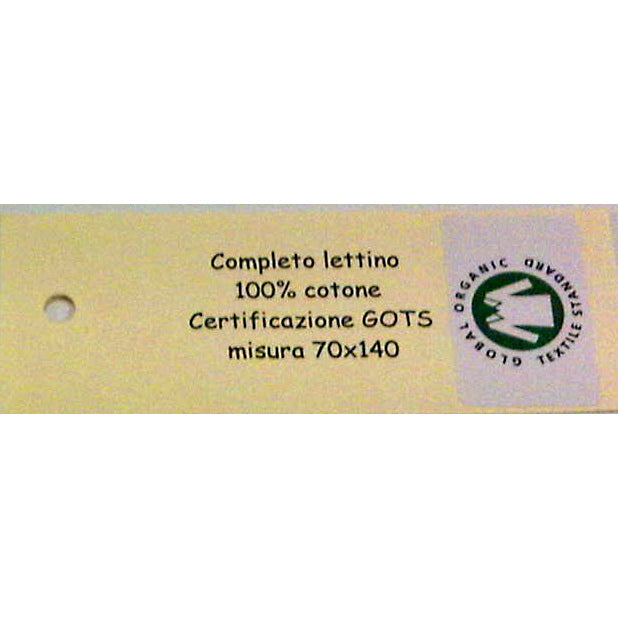 Completo lettino
100% cotone
Certificazione GOTS
misura 70x140
GLOBAL ORGANIC TEXTILE STANDARD